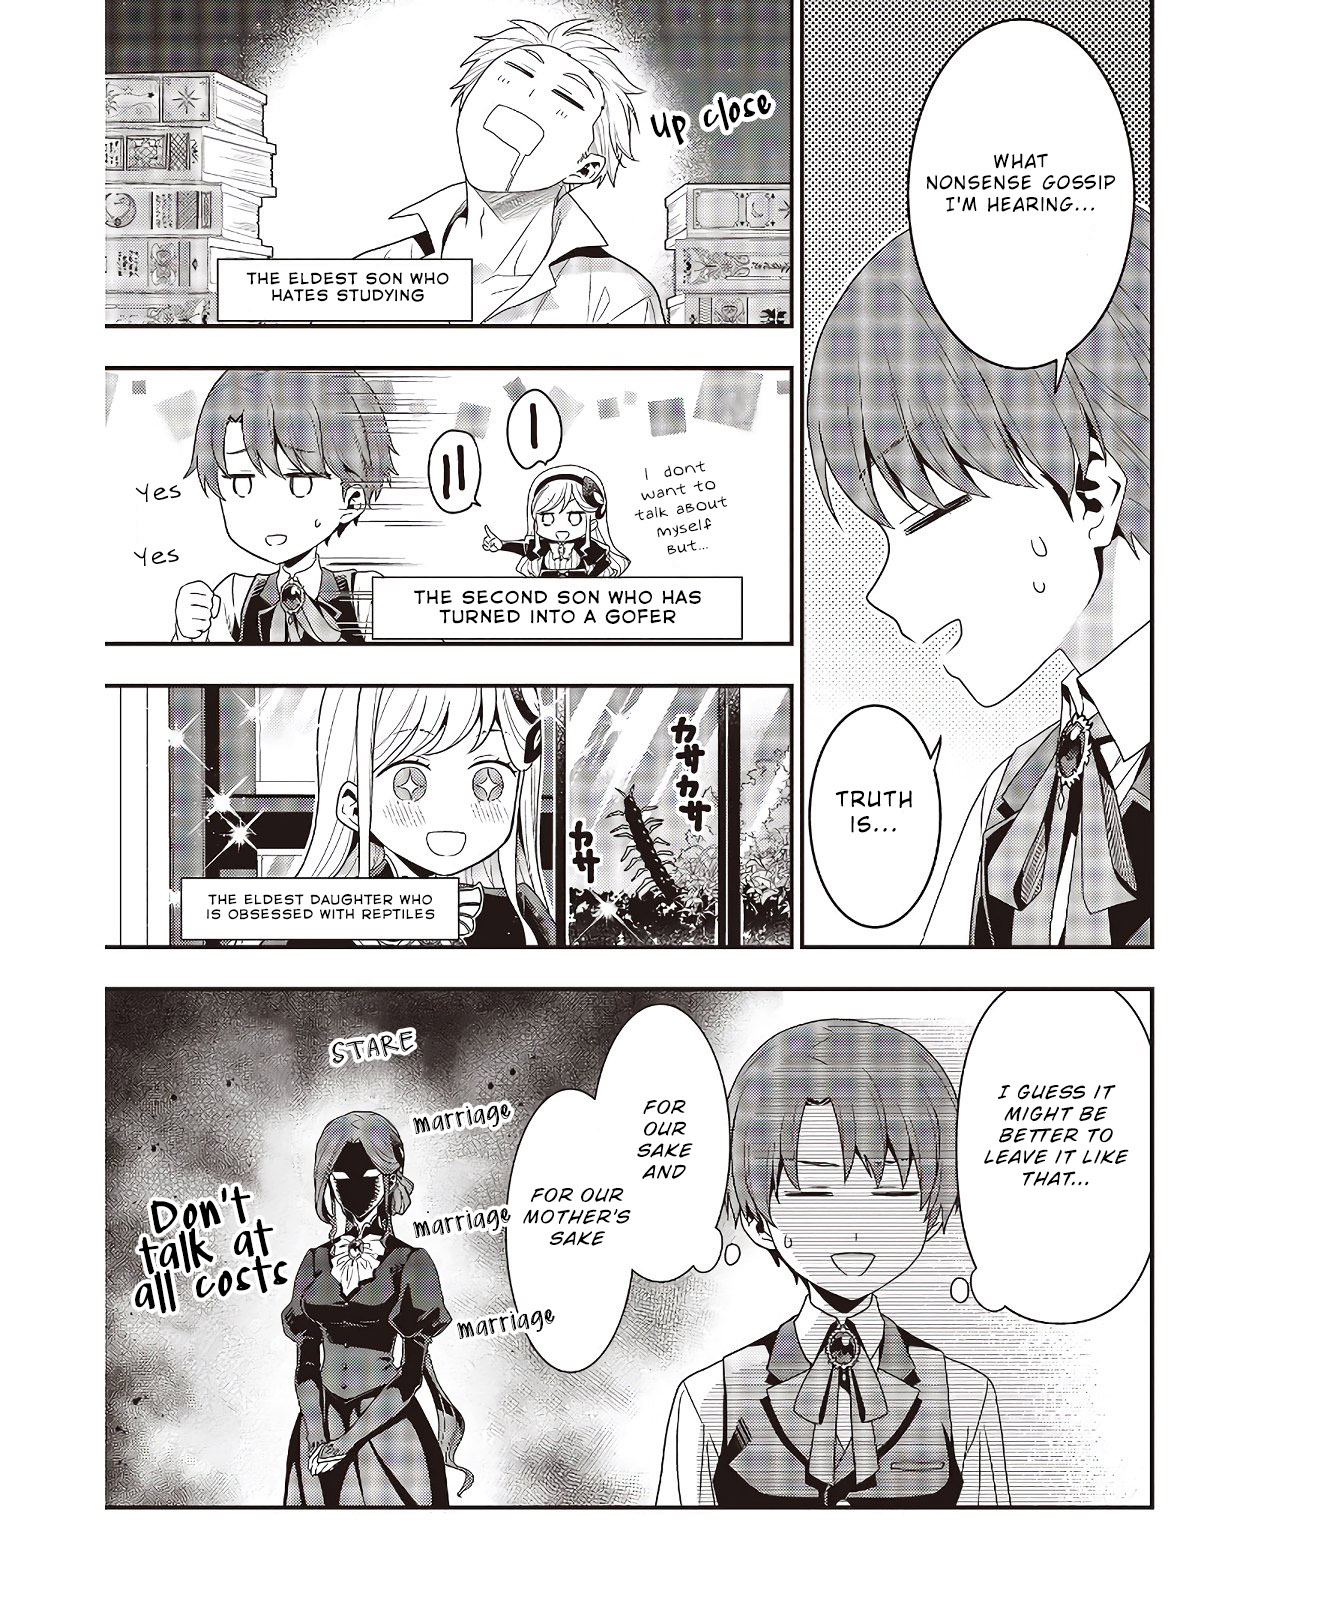 WHAT
NONSENSE GOSSIP
I'M HEARING...
TRUTH
IS...
up close
THE ELDEST SON WHO
HATES STUDYING
I dont
want to
talk about
myself
but...
Yes
Yes
THE SECOND SON WHO HAS
TURNED INTO A GOFER
カサカサ
カサ
THE ELDEST DAUGHTER WHO
IS OBSESSED WITH REPTILES
I GUESS IT
MIGHT BE
BETTER TO
LEAVE IT LIKE
THAT...
FOR
OUR
SAKE
AND
FOR OUR
MOTHER'S
SAKE
STARE
marriage
marriage
marriage
Don't
talk at
all costs